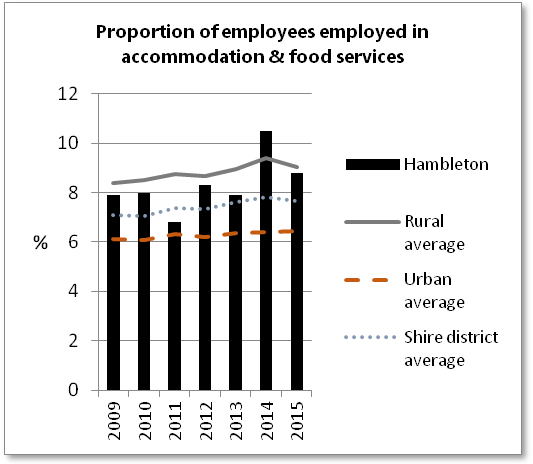 Proportion of employees employed in
accommodation & food services
12
10
8
6
4
2
0
%
2009
2010
2011
2012
2013
2014
2015
Hambleton
Rural
average
Urban
average
Shire district
average